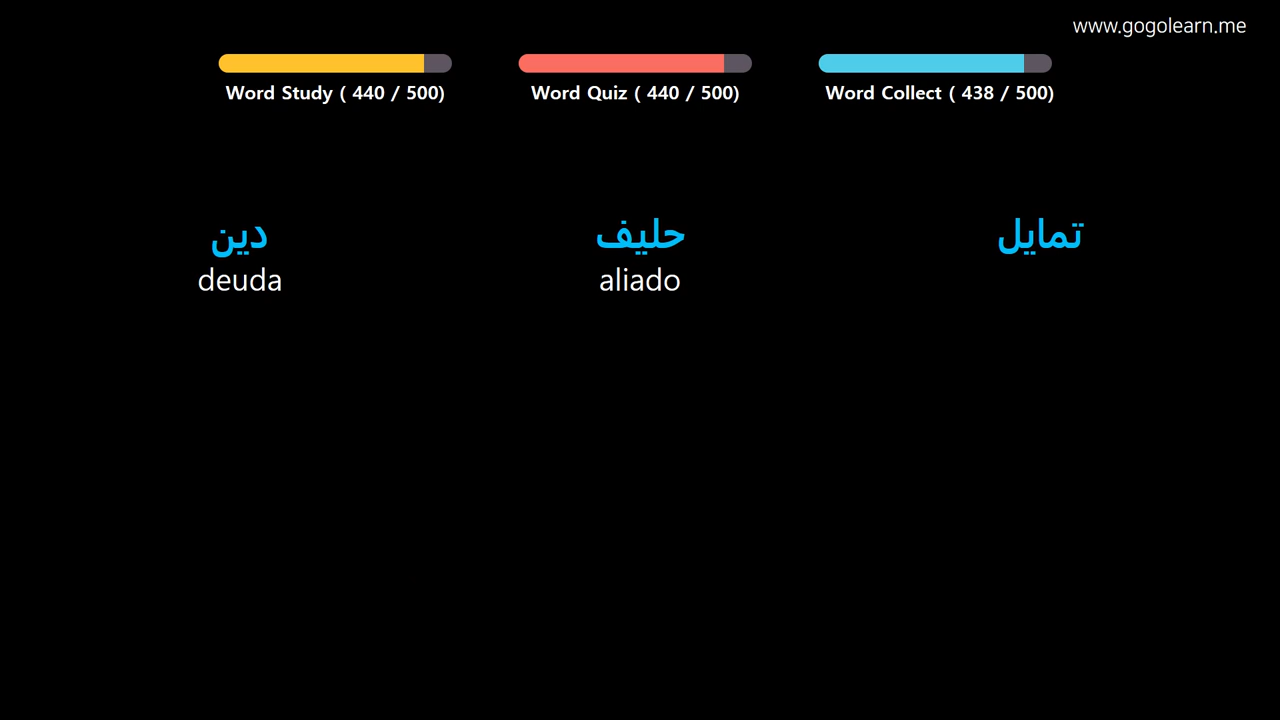 www.gogolearn.me
Word Study ( 440 / 500)
Word Quiz ( 440 / 500)
Word Collect ( 438 / 500)
دين
deuda
حليف
aliado
تمايل